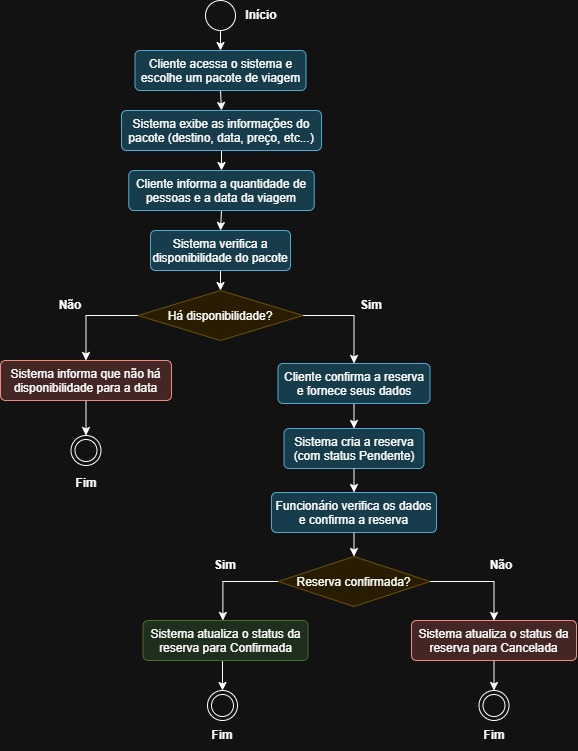 Início
Cliente acessa o sistema e
escolhe um pacote de viagem
Sistema exibe as informações do
pacote (destino, data, preço, etc...)
Cliente informa a quantidade de
pessoas e a data da viagem
Sistema verifica a
disponibilidade do pacote
Há disponibilidade?
Não
Sim
Sistema informa que não há
disponibilidade para a data
Fim
Cliente confirma a reserva
e fornece seus dados
Sistema cria a reserva
(com status Pendente)
Funcionário verifica os dados
e confirma a reserva
Reserva confirmada?
Sim
Não
Sistema atualiza o status da
reserva para Confirmada
Fim
Sistema atualiza o status da
reserva para Cancelada
Fim